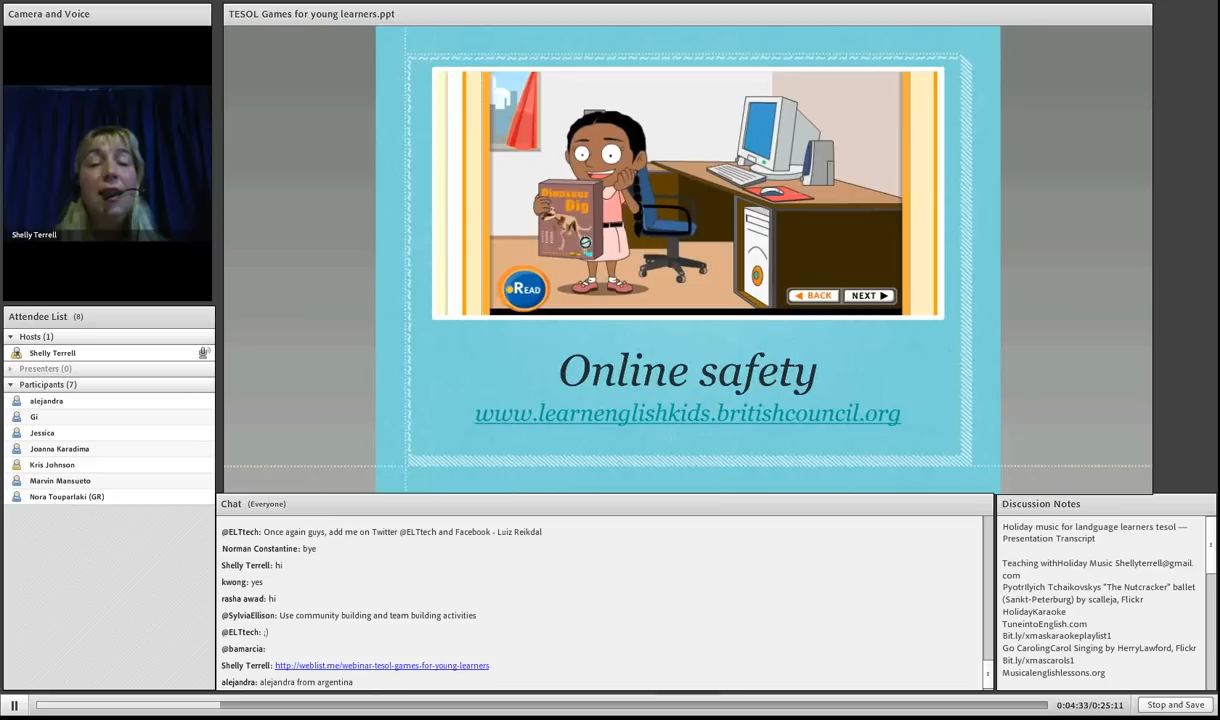 Camera and Voice
Shelly Terrell
Attendee List (8)
Hosts (1)
Shelly Terrell
Presenters (0)
Participants (7)
alejandra
Gi
Jessica
Joanna Karadima
Kris Johnson
Marvin Mansueto
Nora Touparlaki (GR)
TESOL Games for young learners.ppt
Dinosaur
Dig
READ
BACK
NEXT
Online safety
www.learnenglishkids.britishcouncil.org
Chat (Everyone)
@ELTtech: Once again guys, add me on Twitter @ELTtech and Facebook - Luiz Reikdal
Norman Constantine: bye
Shelly Terrell: hi
kwong: yes
rasha awad: hi
@SylviaEllison: Use community building and team building activities
@ELTtech: ;)
@bamarcia:
Shelly Terrell: http://weblist.me/webinar-tesol-games-for-young-learners
alejandra: alejandra from argentina
Discussion Notes
Holiday music for landguage learners tesol —
Presentation Transcript
Teaching withHoliday Music Shellyterrell@gmail.
com
PyotrIlyich Tchaikovskys "The Nutcracker" ballet
(Sankt-Peterburg) by scalleja, Flickr
HolidayKaraoke
TuneintoEnglish.com
Bit.ly/xmaskaraokeplaylist1
Go CarolingCarol Singing by HerryLawford, Flickr
Bit.ly/xmascarols1
Musicalenglishlessons.org
0:04:33/0:25:11
Stop and Save